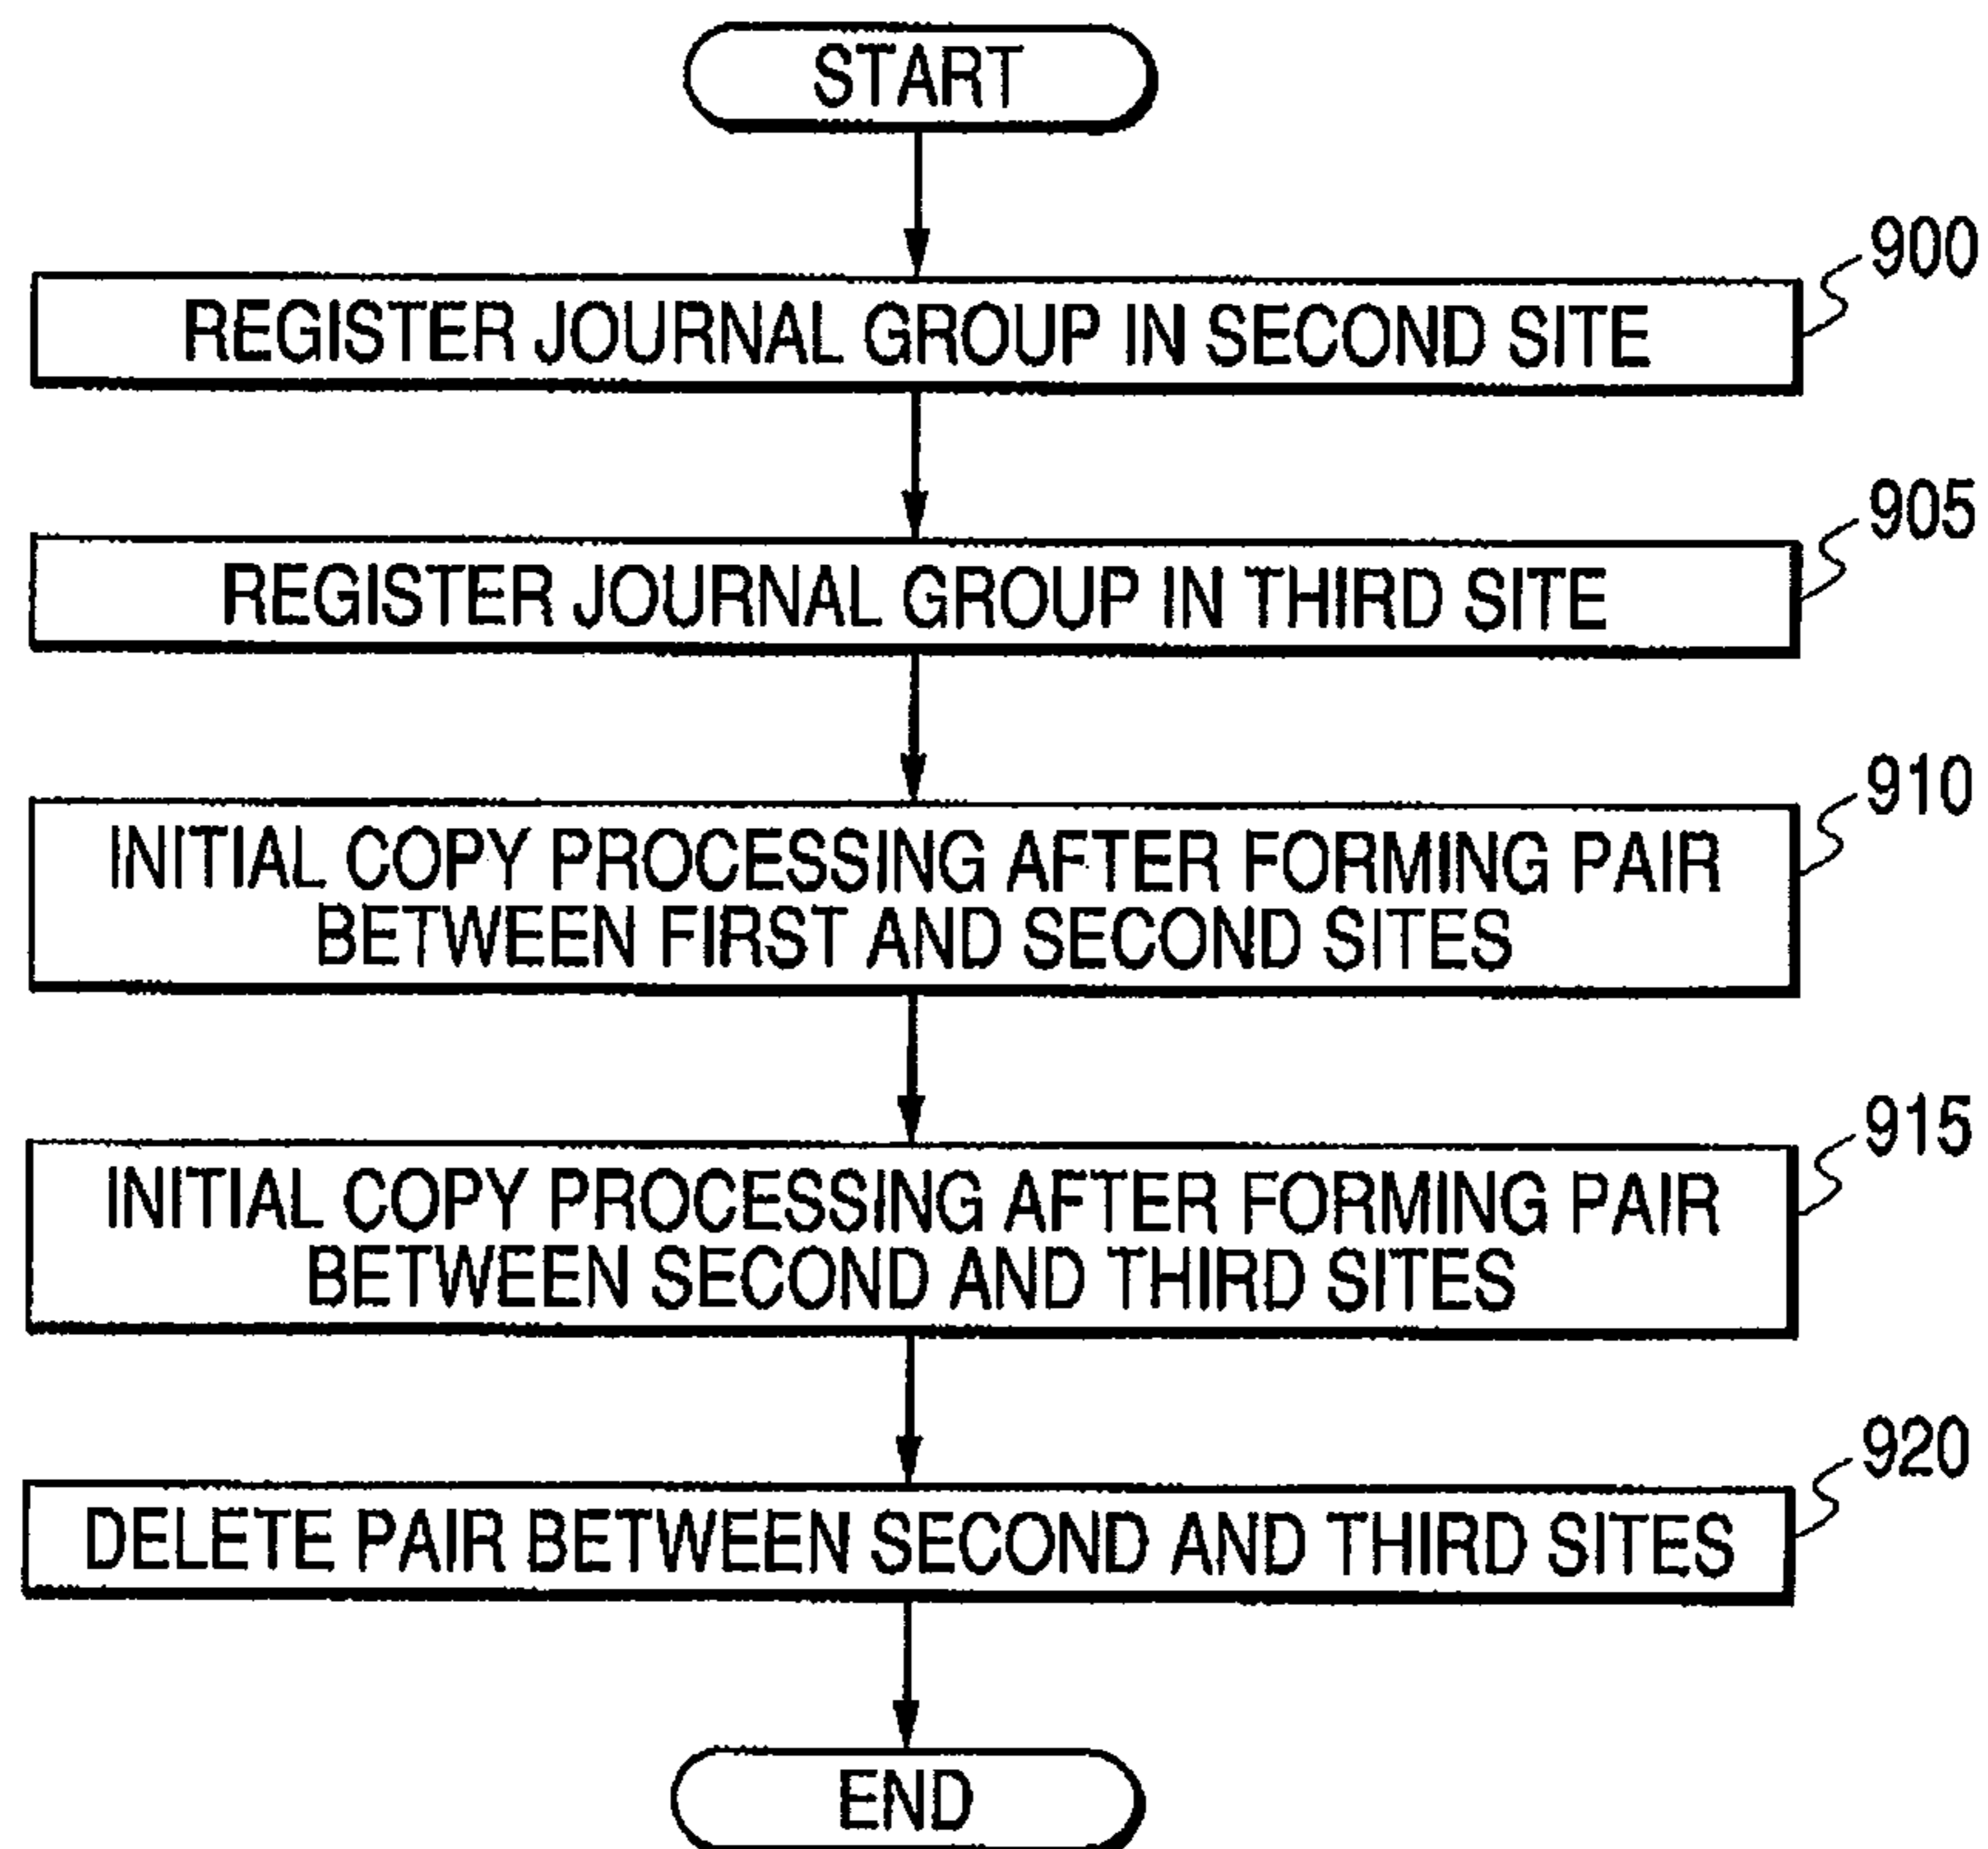 START
900
REGISTER JOURNAL GROUP IN SECOND SITE
905
REGISTER JOURNAL GROUP IN THIRD SITE
910
INITIAL COPY PROCESSING AFTER FORMING PAIR
BETWEEN FIRST AND SECOND SITES
915
INITIAL COPY PROCESSING AFTER FORMING PAIR
BETWEEN SECOND AND THIRD SITES
920
DELETE PAIR BETWEEN SECOND AND THIRD SITES
END